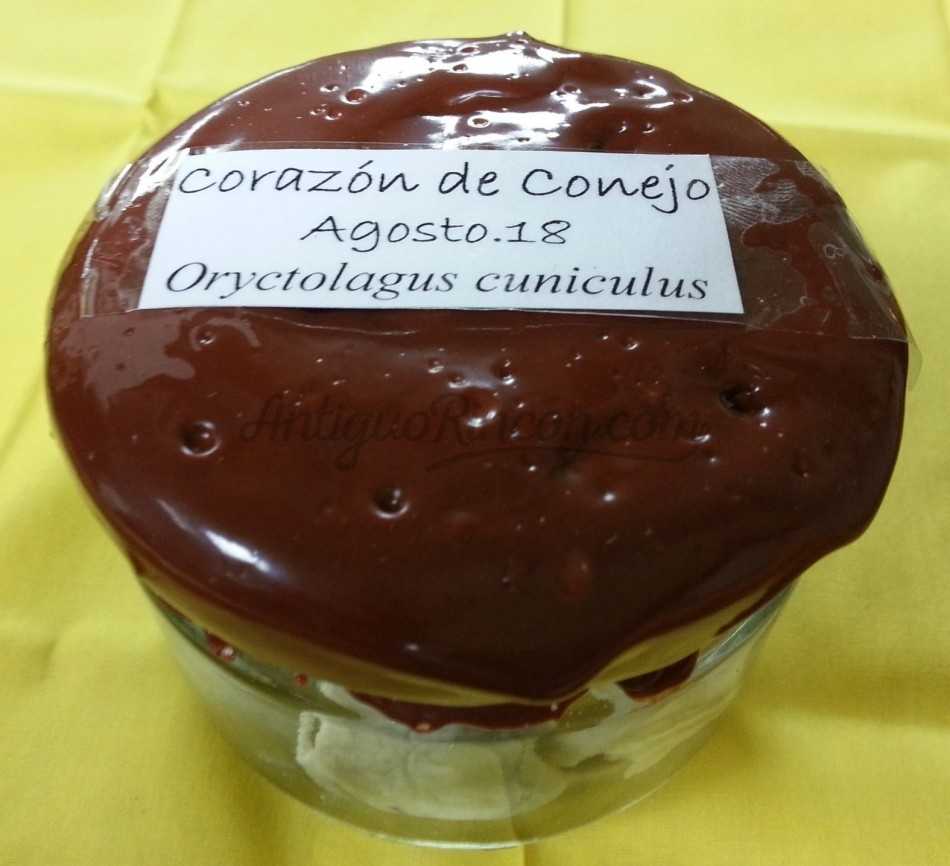 Corazón de Conejo
Agosto.18
Oryctolagus cuniculus
AntiguoRincon.com